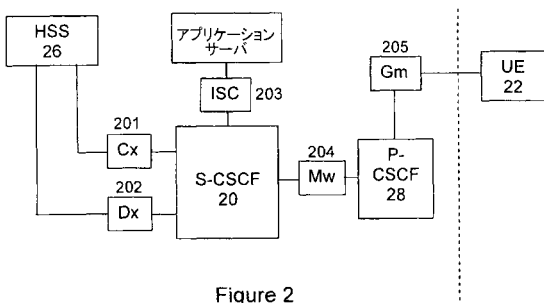 HSS
26
アプリケーション
サーバ
ISC
203
201
Cx
202
Dx
S-CSCF
20
204
Mw
205
Gm
P-
CSCF
28
UE
22
Figure 2